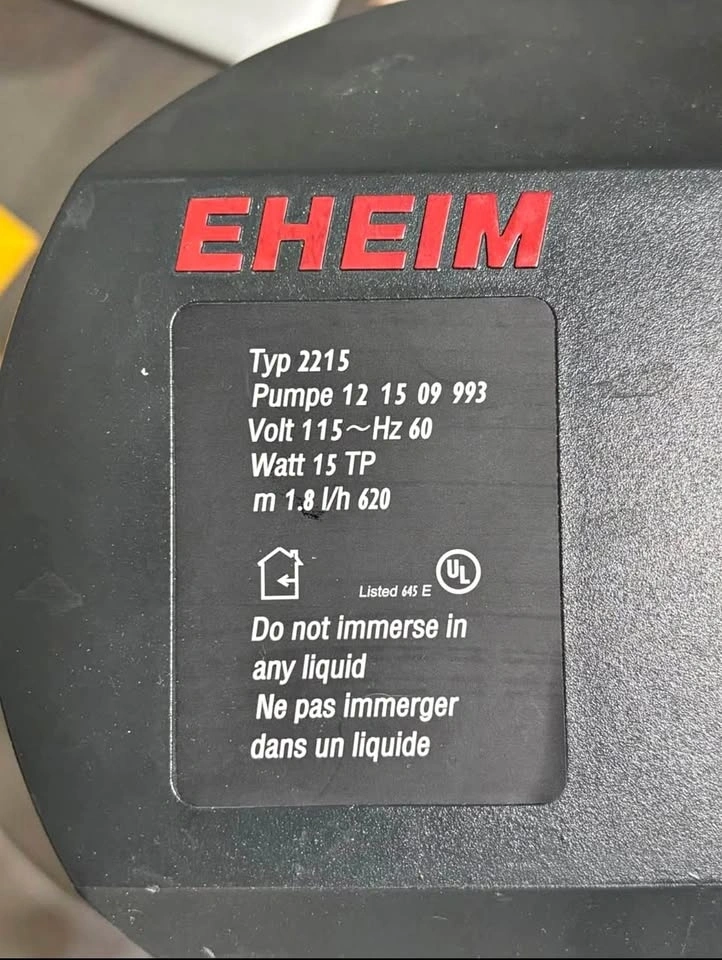 EHEIM
Typ 2215
Pumpe 12 15 09 993
Volt 115~Hz 60
Watt 15 TP
m 1.8 l/h 620
Listed 645 E UL
Do not immerse in
any liquid
Ne pas immerger
dans un liquide